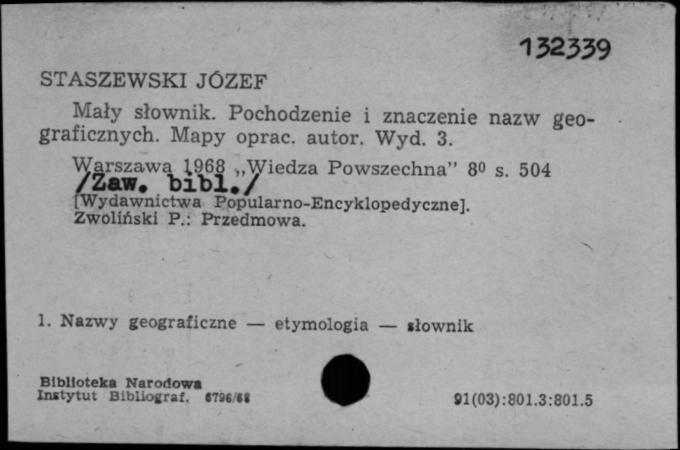 132339
STASZEWSKI JÓZEF
Mały słownik. Pochodzenie i znaczenie nazw geo-
graficznych. Mapy oprac. autor. Wyd. 3.
Warszawa 1968 „Wiedza Powszechna” 8⁰ s. 504
/Zaw. bibl./
[Wydawnictwa Popularno-Encyklopedyczne].
Zwoliński P.: Przedmowa.
1. Nazwy geograficzne — etymologia — słownik
Biblioteka Narodowa
Instytut Bibliograf. 6796/68
91(03):801.3:801.5